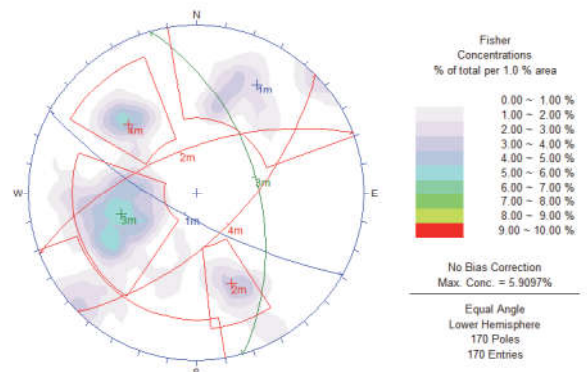 N
1m
4m
2m
W
3m
E
3m
1m
4m
2m
S
Fisher
Concentrations
% of total per 1.0 % area
0.00 ~ 1.00 %
1.00 ~ 2.00 %
2.00 ~ 3.00 %
3.00 ~ 4.00 %
4.00 ~ 5.00 %
5.00 ~ 6.00 %
6.00 ~ 7.00 %
7.00 ~ 8.00 %
8.00 ~ 9.00 %
9.00 ~ 10.00 %
No Bias Correction
Max. Conc. = 5.9097%
Equal Angle
Lower Hemisphere
170 Poles
170 Entries